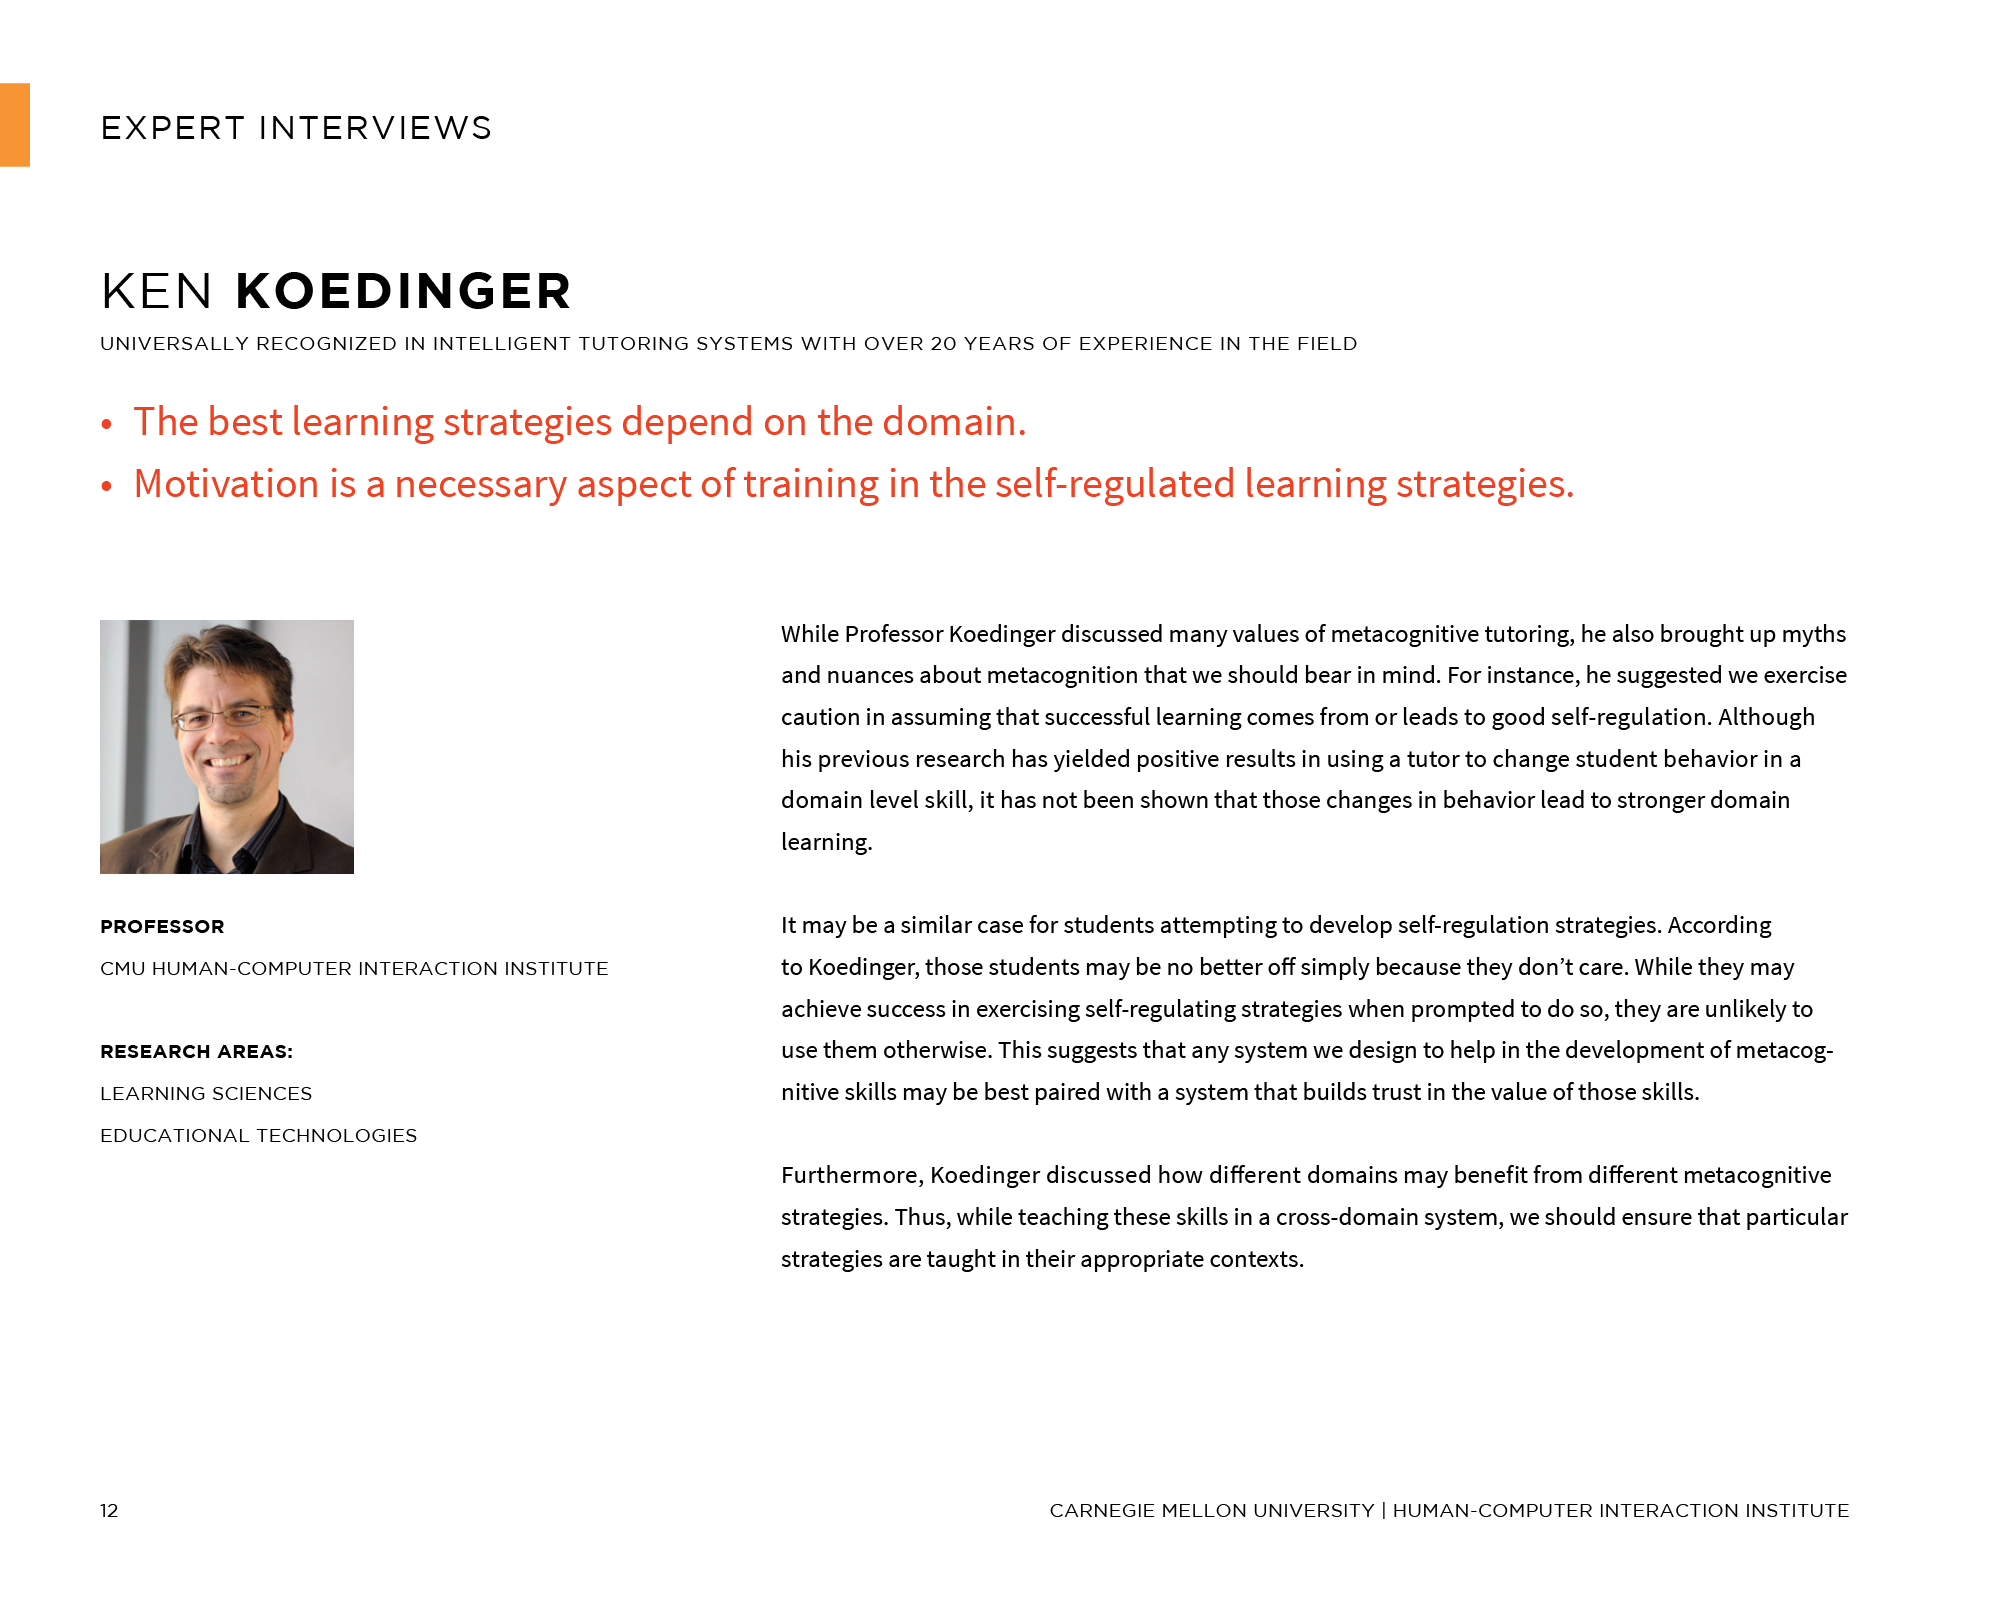 EXPERT INTERVIEWS
KEN KOEDINGER
UNIVERSALLY RECOGNIZED IN INTELLIGENT TUTORING SYSTEMS WITH OVER 20 YEARS OF EXPERIENCE IN THE FIELD
• The best learning strategies depend on the domain.
• Motivation is a necessary aspect of training in the self-regulated learning strategies.
PROFESSOR
CMU HUMAN-COMPUTER INTERACTION INSTITUTE
RESEARCH AREAS:
LEARNING SCIENCES
EDUCATIONAL TECHNOLOGIES
While Professor Koedinger discussed many values of metacognitive tutoring, he also brought up myths
and nuances about metacognition that we should bear in mind. For instance, he suggested we exercise
caution in assuming that successful learning comes from or leads to good self-regulation. Although
his previous research has yielded positive results in using a tutor to change student behavior in a
domain level skill, it has not been shown that those changes in behavior lead to stronger domain
learning.
It may be a similar case for students attempting to develop self-regulation strategies. According
to Koedinger, those students may be no better off simply because they don’t care. While they may
achieve success in exercising self-regulating strategies when prompted to do so, they are unlikely to
use them otherwise. This suggests that any system we design to help in the development of metacog-
nitive skills may be best paired with a system that builds trust in the value of those skills.
Furthermore, Koedinger discussed how different domains may benefit from different metacognitive
strategies. Thus, while teaching these skills in a cross-domain system, we should ensure that particular
strategies are taught in their appropriate contexts.
12
CARNEGIE MELLON UNIVERSITY | HUMAN-COMPUTER INTERACTION INSTITUTE